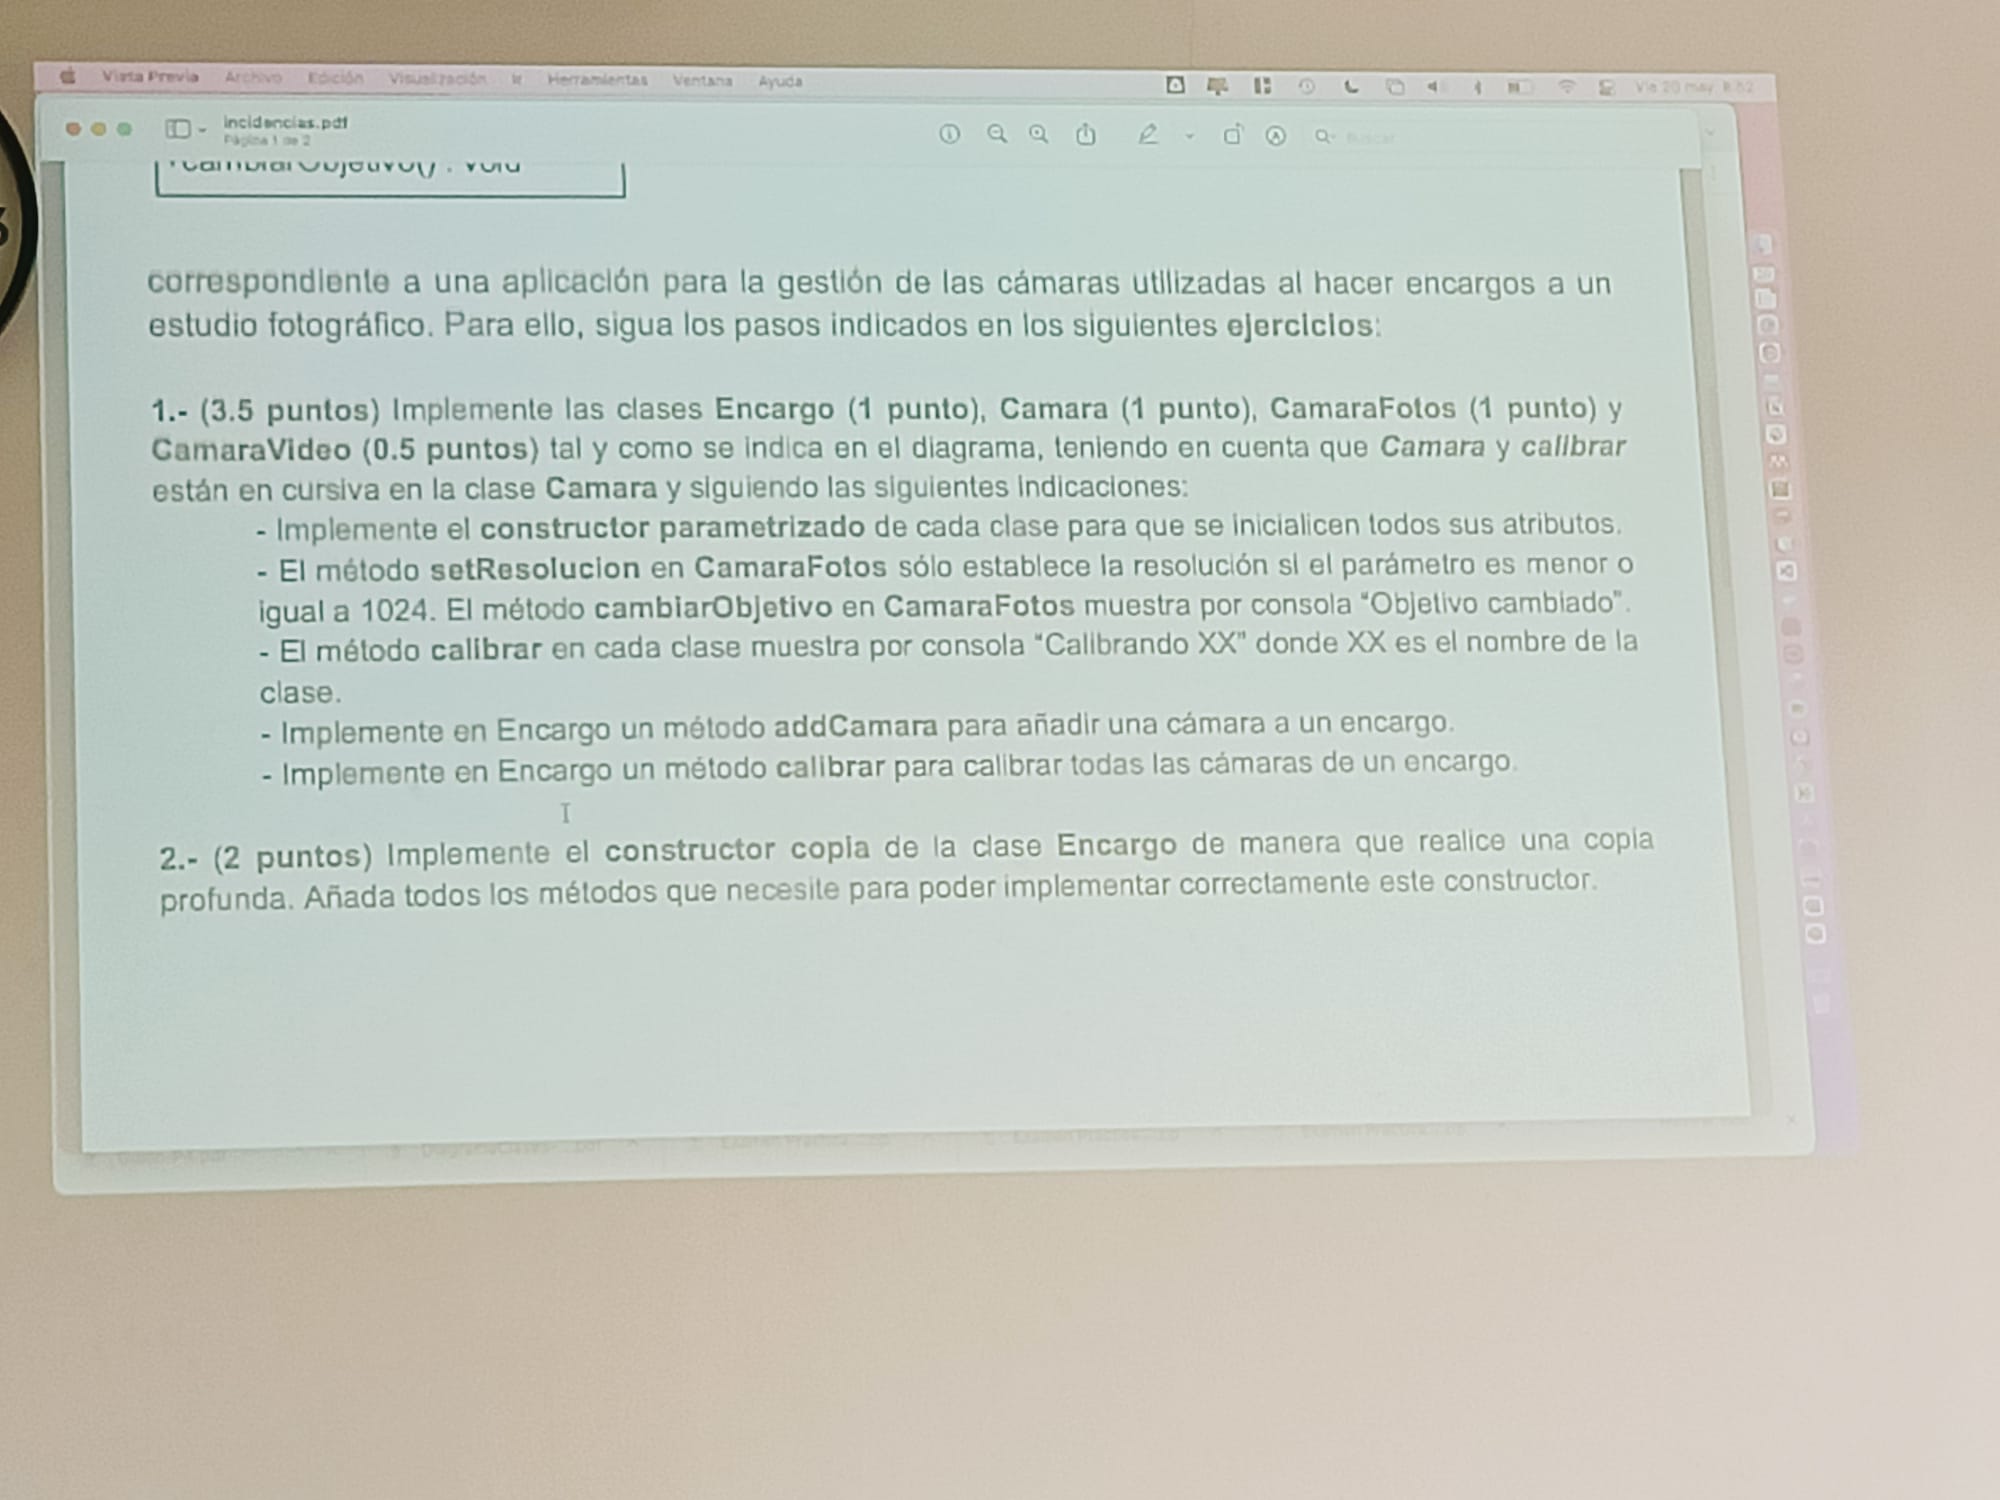 Vista Previa Archivo Edición Visualización Ir Herramientas Ventana Ayuda
Vie 20 may
incidencias.pdf
Página 1 de 2
Buscar
+cambiarObjetivo() : void
correspondiente a una aplicación para la gestión de las cámaras utilizadas al hacer encargos a un
estudio fotográfico. Para ello, sigua los pasos indicados en los siguientes ejercicios:
1.- (3.5 puntos) Implemente las clases Encargo (1 punto), Camara (1 punto), CamaraFotos (1 punto) y
CamaraVideo (0.5 puntos) tal y como se indica en el diagrama, teniendo en cuenta que Camara y calibrar
están en cursiva en la clase Camara y siguiendo las siguientes indicaciones:
- Implemente el constructor parametrizado de cada clase para que se inicialicen todos sus atributos.
- El método setResolucion en CamaraFotos sólo establece la resolución si el parámetro es menor o
igual a 1024. El método cambiarObjetivo en CamaraFotos muestra por consola “Objetivo cambiado”.
- El método calibrar en cada clase muestra por consola “Calibrando XX” donde XX es el nombre de la
clase.
- Implemente en Encargo un método addCamara para añadir una cámara a un encargo.
- Implemente en Encargo un método calibrar para calibrar todas las cámaras de un encargo.
2.- (2 puntos) Implemente el constructor copia de la clase Encargo de manera que realice una copia
profunda. Añada todos los métodos que necesite para poder implementar correctamente este constructor.